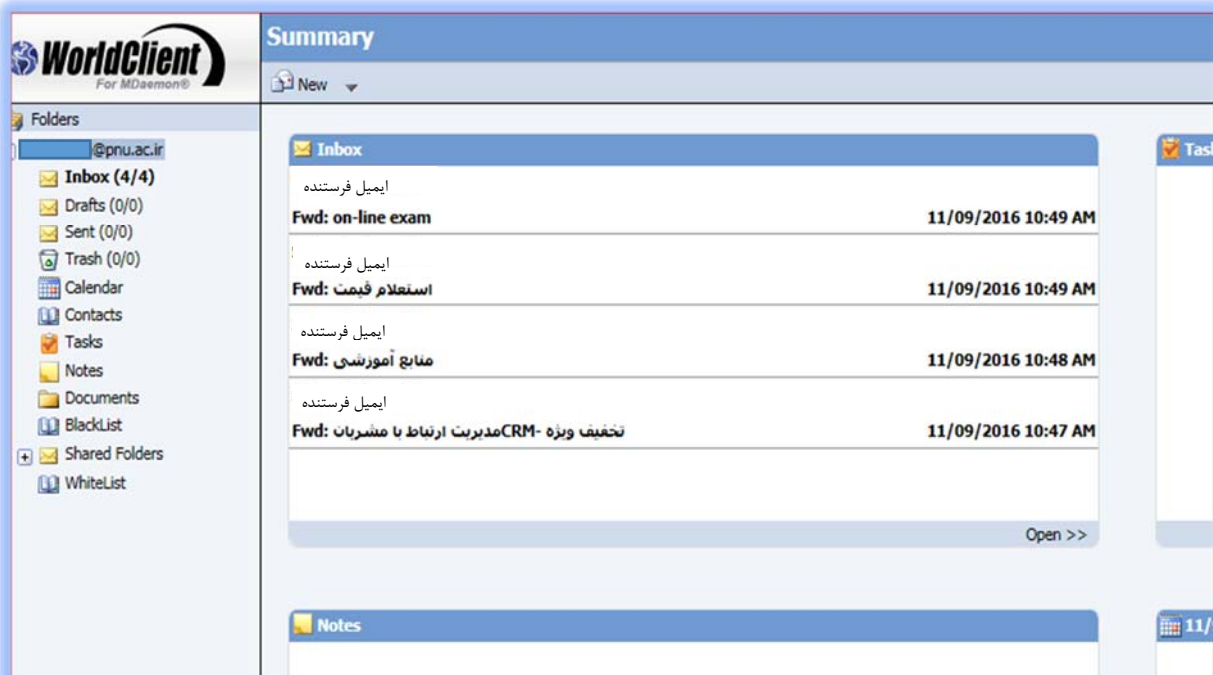 WorldClient
For MDaemon®
Summary
New
Folders
@pnu.ac.ir
Inbox (4/4)
Drafts (0/0)
Sent (0/0)
Trash (0/0)
Calendar
Contacts
Tasks
Notes
Documents
BlackList
Shared Folders
WhiteList
Inbox
ایمیل فرستنده
Fwd: on-line exam 11/09/2016 10:49 AM
ایمیل فرستنده
Fwd: استعلام قیمت 11/09/2016 10:49 AM
ایمیل فرستنده
Fwd: منابع آموزشی 11/09/2016 10:48 AM
ایمیل فرستنده
Fwd: تخفیف ویژه -CRMمدیریت ارتباط با مشریان 11/09/2016 10:47 AM
Open >>
Notes
11/